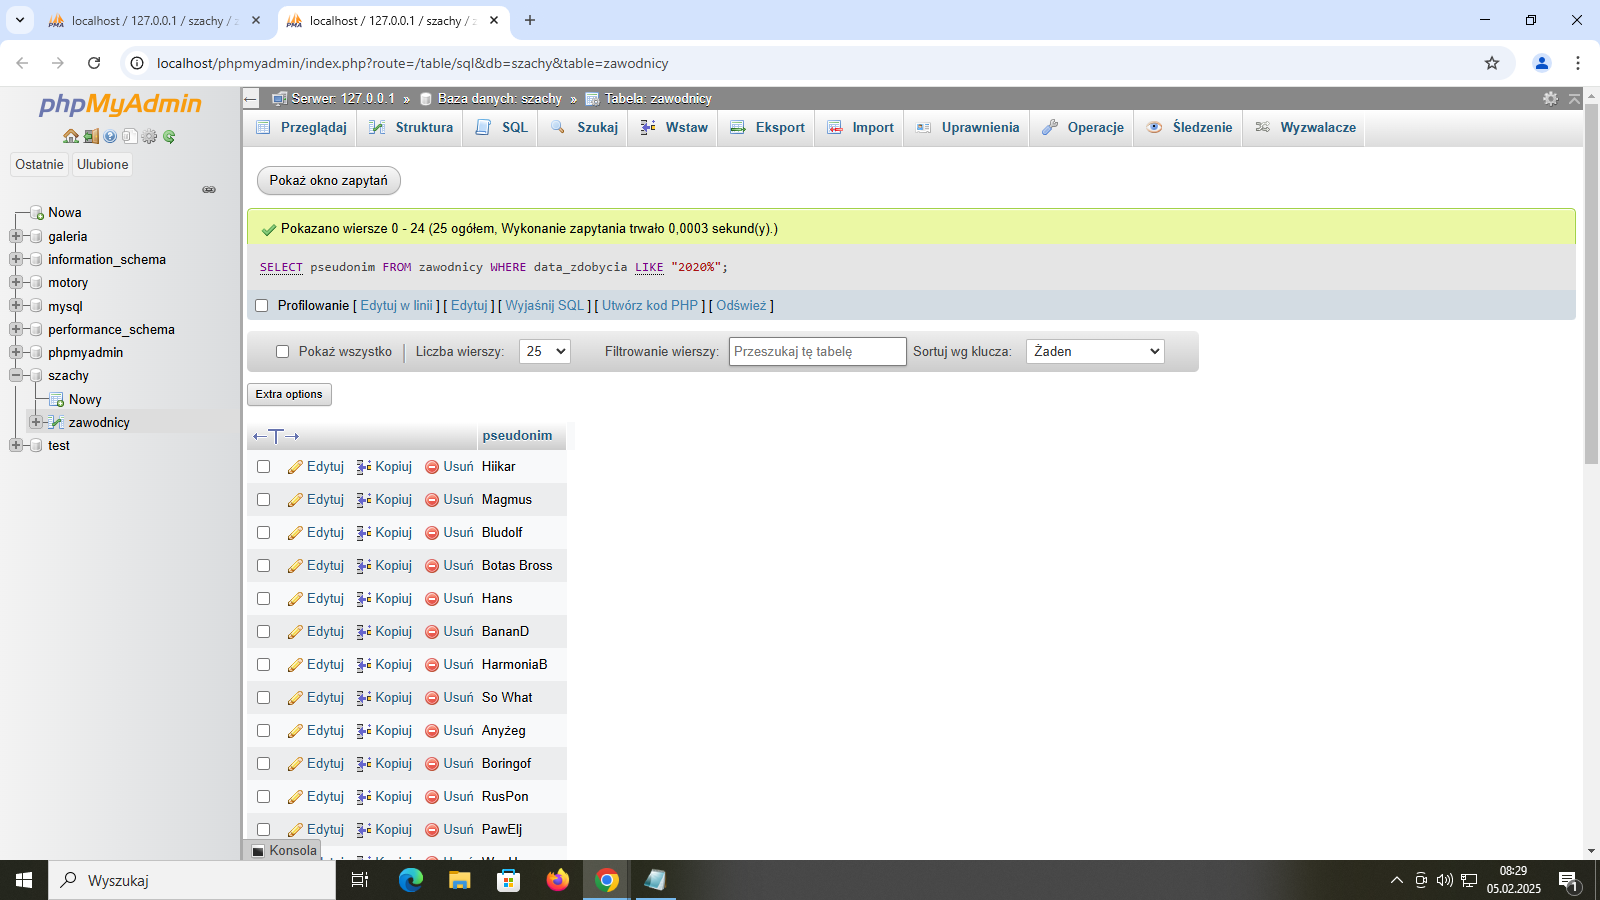 localhost / 127.0.0.1 / szachy / z
localhost / 127.0.0.1 / szachy / z
localhost/phpmyadmin/index.php?route=/table/sql&db=szachy&table=zawodnicy
phpMyAdmin
Ostatnie Ulubione
Nowa
galeria
information_schema
motory
mysql
performance_schema
phpmyadmin
szachy
Nowy
zawodnicy
test
Serwer: 127.0.0.1 » Baza danych: szachy » Tabela: zawodnicy
Przeglądaj Struktura SQL Szukaj Wstaw Eksport Import Uprawnienia Operacje Śledzenie Wyzwalacze
Pokaż okno zapytań
Pokazano wiersze 0 - 24 (25 ogółem, Wykonanie zapytania trwało 0,0003 sekund(y).)
SELECT pseudonim FROM zawodnicy WHERE data_zdobycia LIKE "2020%";
Profilowanie [ Edytuj w linii ] [ Edytuj ] [ Wyjaśnij SQL ] [ Utwórz kod PHP ] [ Odśwież ]
Pokaż wszystko Liczba wierszy: 25 Filtrowanie wierszy: Przeszukaj tę tabelę Sortuj wg klucza: Żaden
Extra options
←T→ pseudonim
Edytuj Kopiuj Usuń Hiikar
Edytuj Kopiuj Usuń Magmus
Edytuj Kopiuj Usuń Bludolf
Edytuj Kopiuj Usuń Botas Bross
Edytuj Kopiuj Usuń Hans
Edytuj Kopiuj Usuń BananD
Edytuj Kopiuj Usuń HarmoniaB
Edytuj Kopiuj Usuń So What
Edytuj Kopiuj Usuń Anyżeg
Edytuj Kopiuj Usuń Boringof
Edytuj Kopiuj Usuń RusPon
Edytuj Kopiuj Usuń PawElj
Konsola
Wyszukaj
08:29
05.02.2025
1